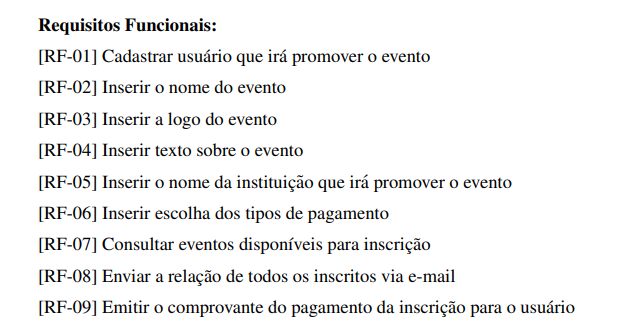 Requisitos Funcionais:
[RF-01] Cadastrar usuário que irá promover o evento
[RF-02] Inserir o nome do evento
[RF-03] Inserir a logo do evento
[RF-04] Inserir texto sobre o evento
[RF-05] Inserir o nome da instituição que irá promover o evento
[RF-06] Inserir escolha dos tipos de pagamento
[RF-07] Consultar eventos disponíveis para inscrição
[RF-08] Enviar a relação de todos os inscritos via e-mail
[RF-09] Emitir o comprovante do pagamento da inscrição para o usuário